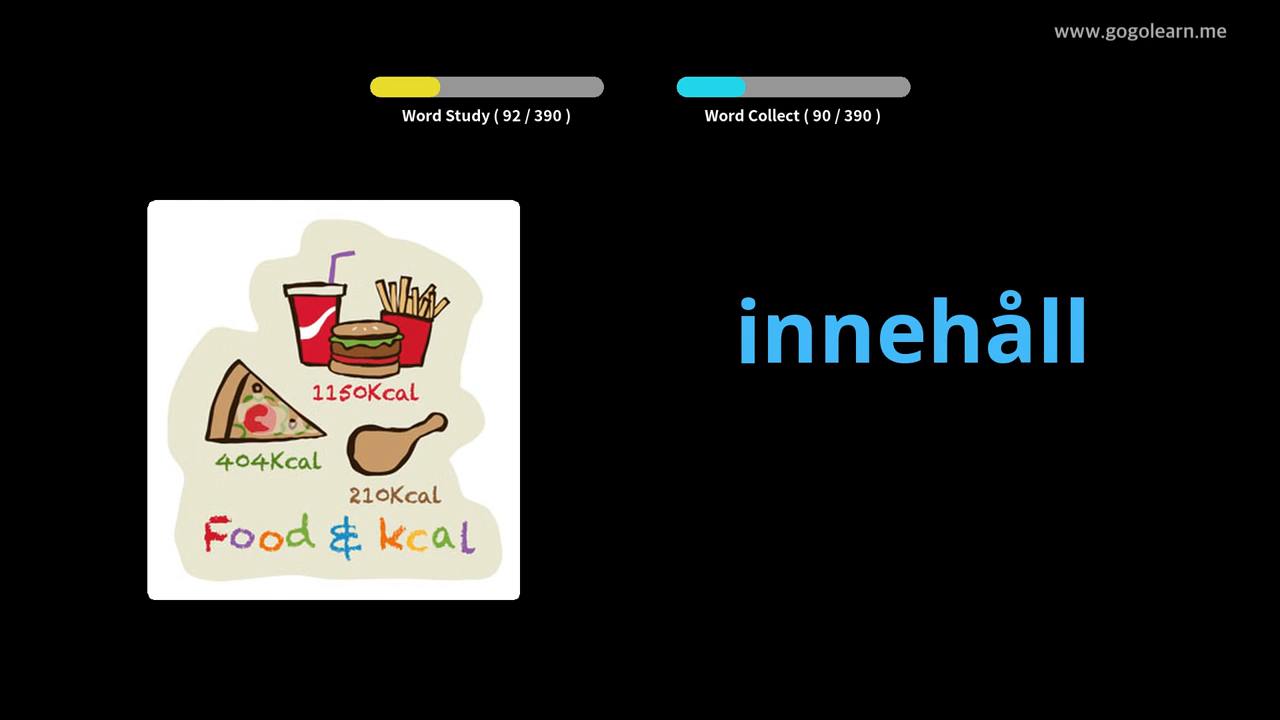 www.gogolearn.me
Word Study ( 92 / 390 )
Word Collect ( 90 / 390 )
1150Kcal
404Kcal
210Kcal
Food & kcal
innehåll